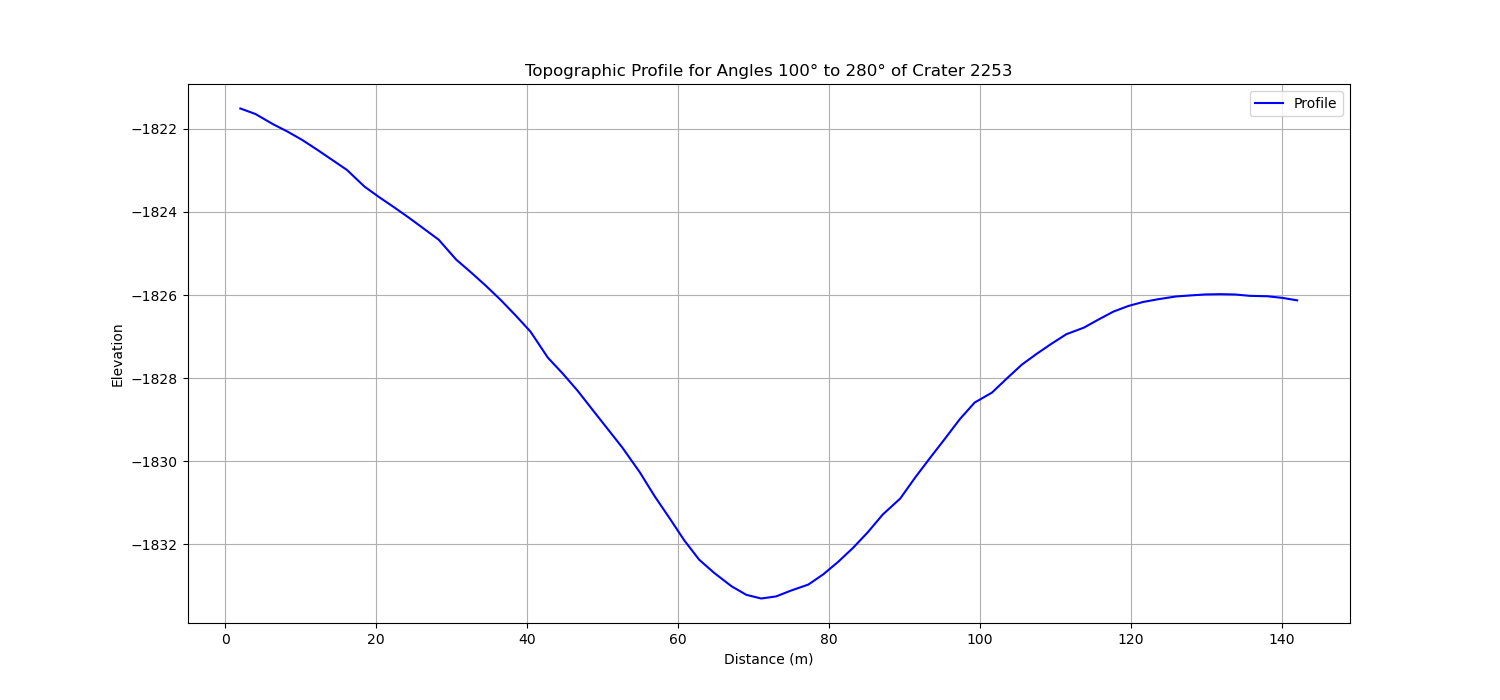 Topographic Profile for Angles 100° to 280° of Crater 2253
Profile
−1822
−1824
−1826
−1828
−1830
−1832
Elevation
0 20 40 60 80 100 120 140
Distance (m)